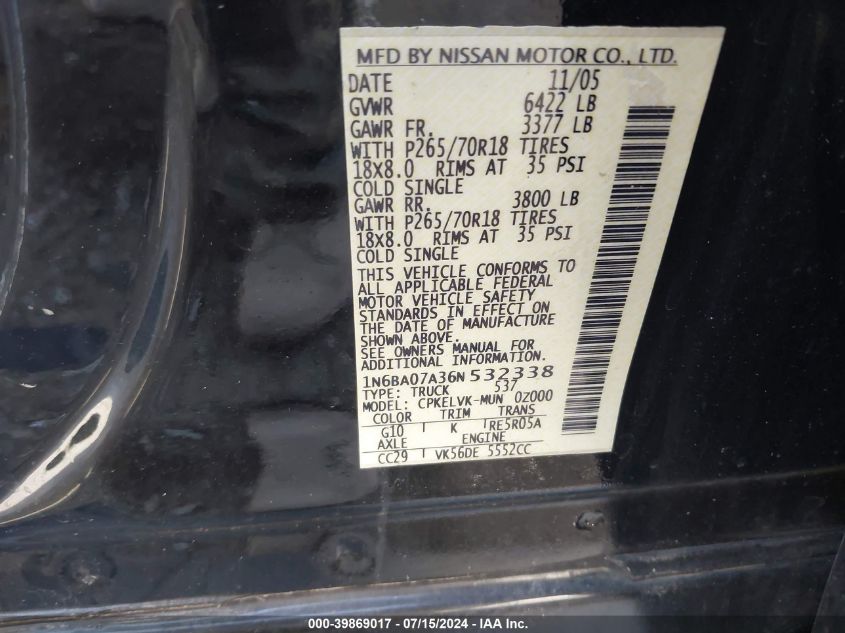 MFD BY NISSAN MOTOR CO., LTD.
DATE 11/05
GVWR 6422 LB
GAWR FR. 3377 LB
WITH P265/70R18 TIRES
18X8.0 RIMS AT 35 PSI
COLD SINGLE
GAWR RR. 3800 LB
WITH P265/70R18 TIRES
18X8.0 RIMS AT 35 PSI
COLD SINGLE
THIS VEHICLE CONFORMS TO
ALL APPLICABLE FEDERAL
MOTOR VEHICLE SAFETY
STANDARDS IN EFFECT ON
THE DATE OF MANUFACTURE
SHOWN ABOVE.
SEE OWNERS MANUAL FOR
ADDITIONAL INFORMATION.
1N6BA07A36N 532338
TYPE: TRUCK 537
MODEL: CPKELVK-MUN 0Z000
COLOR TRIM TRANS
G10 K RE5R05A
AXLE ENGINE
CC29 VK56DE 5552CC
000-39869017 - 07/15/2024 - IAA Inc.